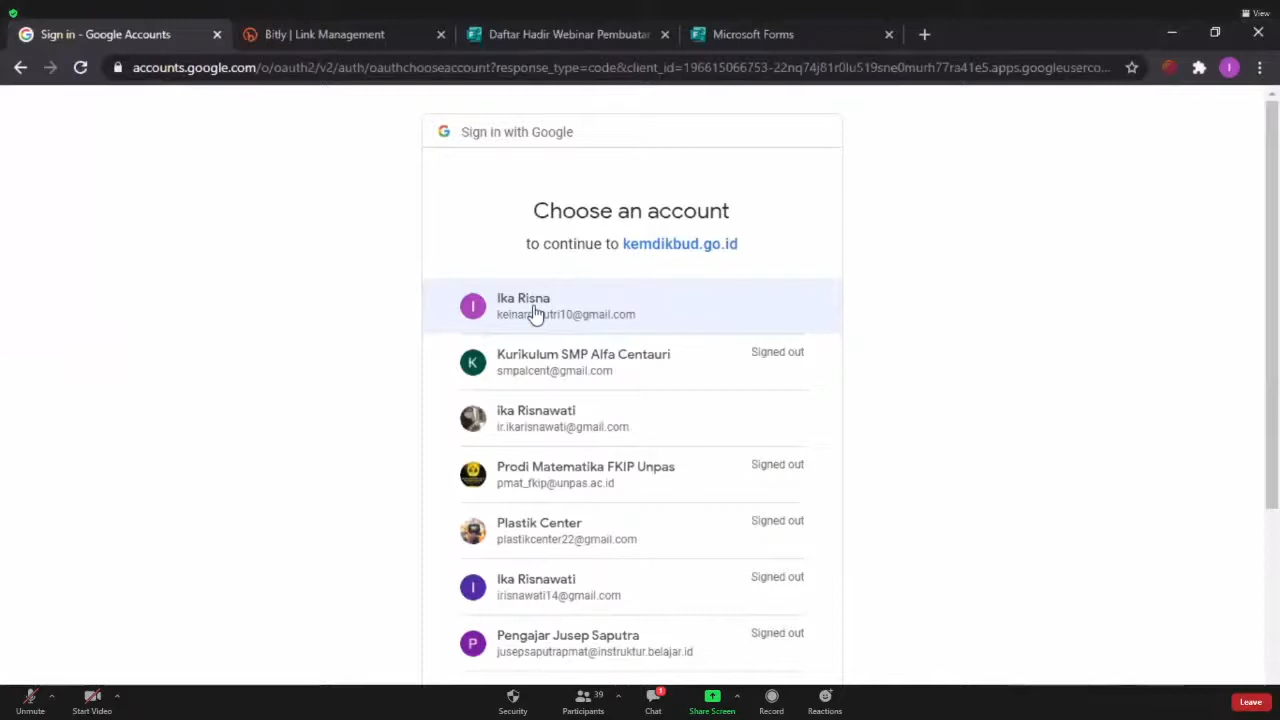 View
Sign in - Google Accounts
Bitly | Link Management
Daftar Hadir Webinar Pembuatan
Microsoft Forms
accounts.google.com/o/oauth2/v2/auth/oauthchooseaccount?response_type=code&client_id=196615066753-22nq74j81r0lu519sne0murh77ra41e5.apps.googleuserco...
I
G Sign in with Google
Choose an account
to continue to kemdikbud.go.id
I
Ika Risna
K
Kurikulum SMP Alfa Centauri
Signed out
smpalcent@gmail.com
ika Risnawati
ir.ikarisnawati@gmail.com
Prodi Matematika FKIP Unpas
Signed out
pmat_fkip@unpas.ac.id
Plastik Center
Signed out
plastikcenter22@gmail.com
I
Ika Risnawati
Signed out
irisnawati14@gmail.com
P
Pengajar Jusep Saputra
Signed out
jusepsaputrapmat@instruktur.belajar.id
39
1
Unmute
Start Video
Security
Participants
Chat
Share Screen
Record
Reactions
Leave